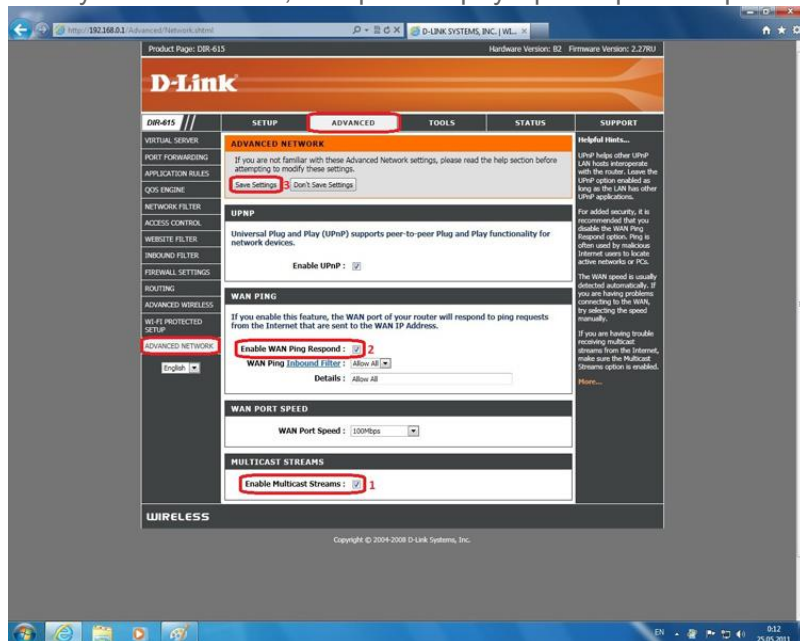 http://192.168.0.1/Advanced/Network.shtml
D-LINK SYSTEMS, INC. | WI...
Product Page: DIR-615
Hardware Version: B2
Firmware Version: 2.27RU
D-Link
DIR-615
SETUP
ADVANCED
TOOLS
STATUS
SUPPORT
VIRTUAL SERVER
PORT FORWARDING
APPLICATION RULES
QOS ENGINE
NETWORK FILTER
ACCESS CONTROL
WEBSITE FILTER
INBOUND FILTER
FIREWALL SETTINGS
ROUTING
ADVANCED WIRELESS
WI-FI PROTECTED
SETUP
ADVANCED NETWORK
English
ADVANCED NETWORK
If you are not familiar with these Advanced Network settings, please read the help section before
attempting to modify these settings.
Save Settings 3 Don't Save Settings
UPNP
Universal Plug and Play (UPnP) supports peer-to-peer Plug and Play functionality for
network devices.
Enable UPnP :
WAN PING
If you enable this feature, the WAN port of your router will respond to ping requests
from the Internet that are sent to the WAN IP Address.
Enable WAN Ping Respond : 2
WAN Ping Inbound Filter : Allow All
Details : Allow All
WAN PORT SPEED
WAN Port Speed : 100Mbps
MULTICAST STREAMS
Enable Multicast Streams : 1
Helpful Hints...
UPnP helps other UPnP
LAN hosts interoperate
with the router. Leave the
UPnP option enabled as
long as the LAN has other
UPnP applications.
For added security, it is
recommended that you
disable the WAN Ping
Respond option. Ping is
often used by malicious
Internet users to locate
active networks or PCs.
The WAN speed is usually
detected automatically. If
you are having problems
connecting to the WAN,
try selecting the speed
manually.
If you are having trouble
receiving multicast
streams from the Internet,
make sure the Multicast
Streams option is enabled.
More...
WIRELESS
Copyright © 2004-2008 D-Link Systems, Inc.
EN
0:12
25.05.2011